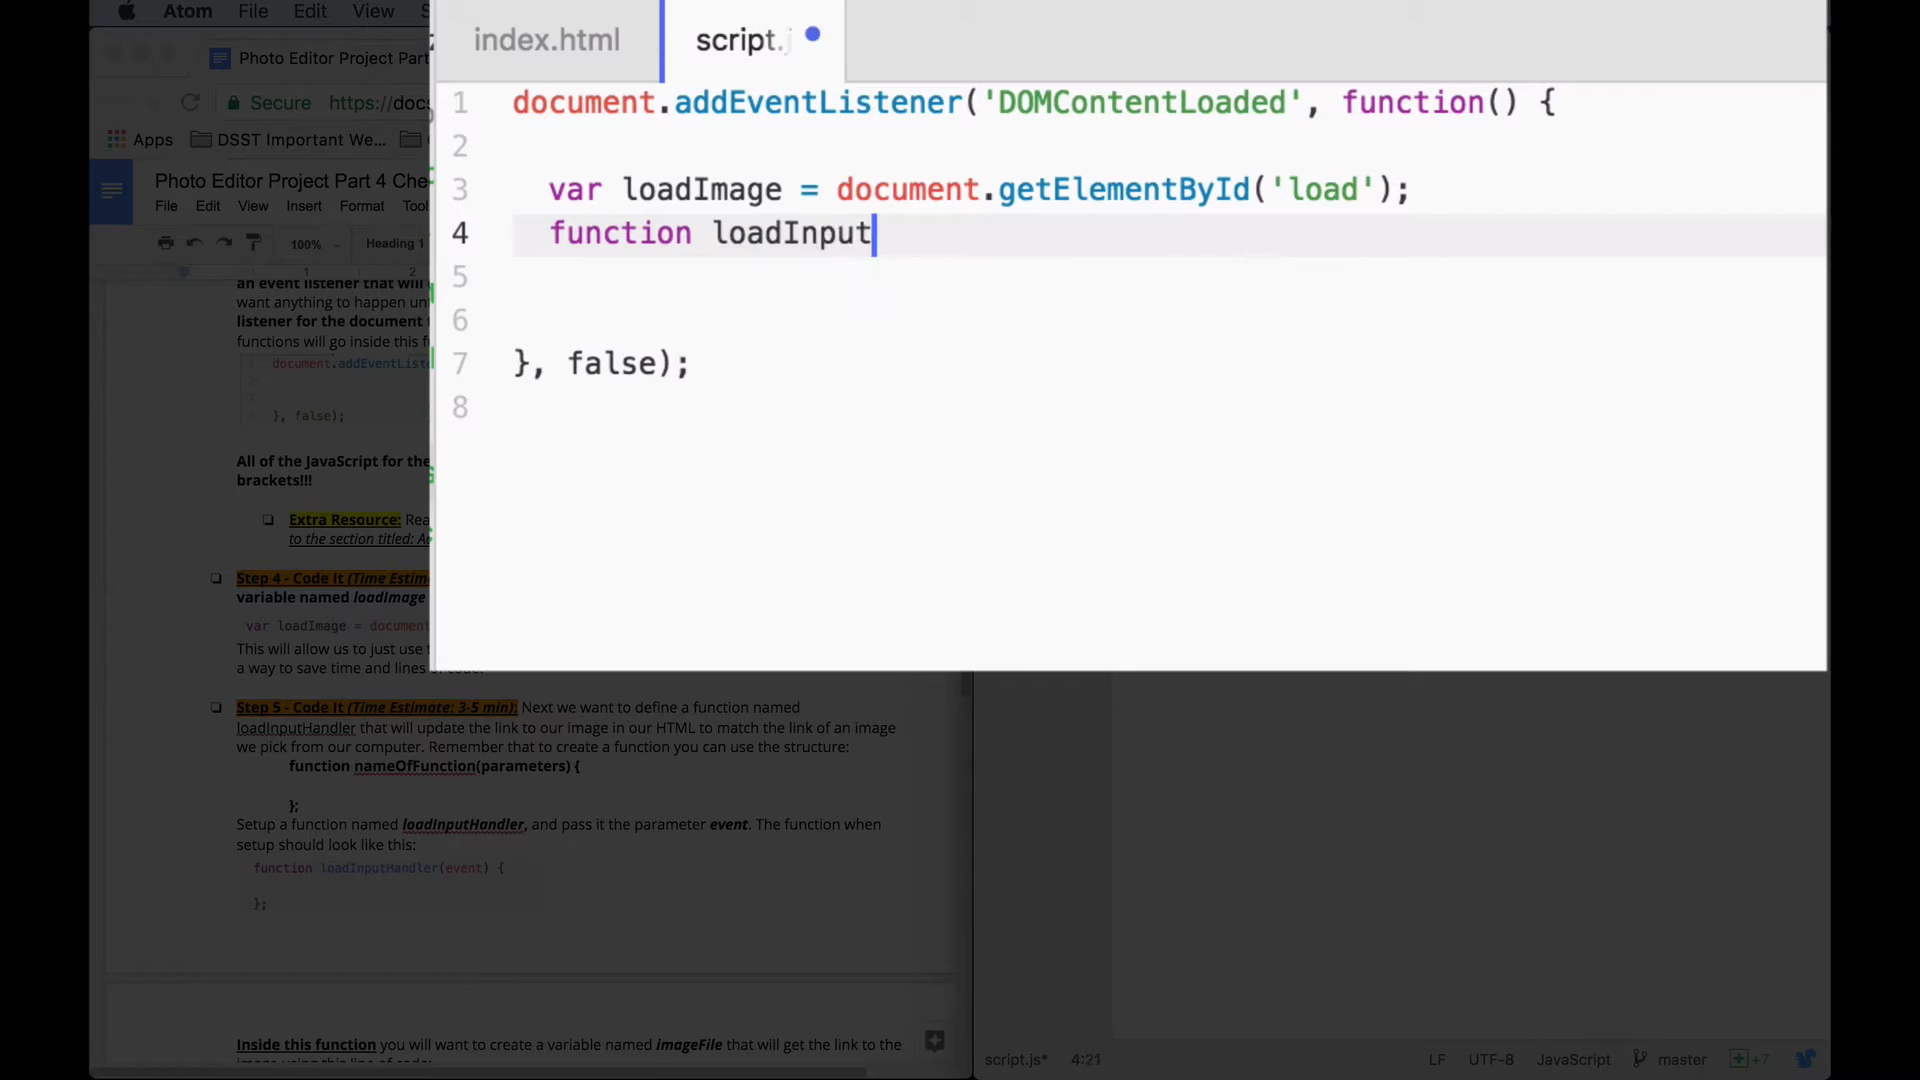 Atom File Edit View
Photo Editor Project Part
Secure https://docs
Apps DSST Important We...
Photo Editor Project Part 4 Che
File Edit View Insert Format Tool
100% Heading 1
1 2
an event listener that will
want anything to happen un
listener for the document
functions will go inside this f
document.addEventListe
}, false);
All of the JavaScript for the
brackets!!!
Extra Resource: Rea
to the section titled: Ad
Step 4 - Code It (Time Estim
variable named loadImage
var loadImage = document
This will allow us to just use
a way to save time and lines of code.
Step 5 - Code It (Time Estimate: 3-5 min): Next we want to define a function named
loadInputHandler that will update the link to our image in our HTML to match the link of an image
we pick from our computer. Remember that to create a function you can use the structure:
function nameOfFunction(parameters) {
};
Setup a function named loadInputHandler, and pass it the parameter event. The function when
setup should look like this:
function loadInputHandler(event) {
};
Inside this function you will want to create a variable named imageFile that will get the link to the
index.html script.j
1 document.addEventListener('DOMContentLoaded', function() {
2
3 var loadImage = document.getElementById('load');
4 function loadInput
5
6
7 }, false);
8
script.js* 4:21 LF UTF-8 JavaScript master +7